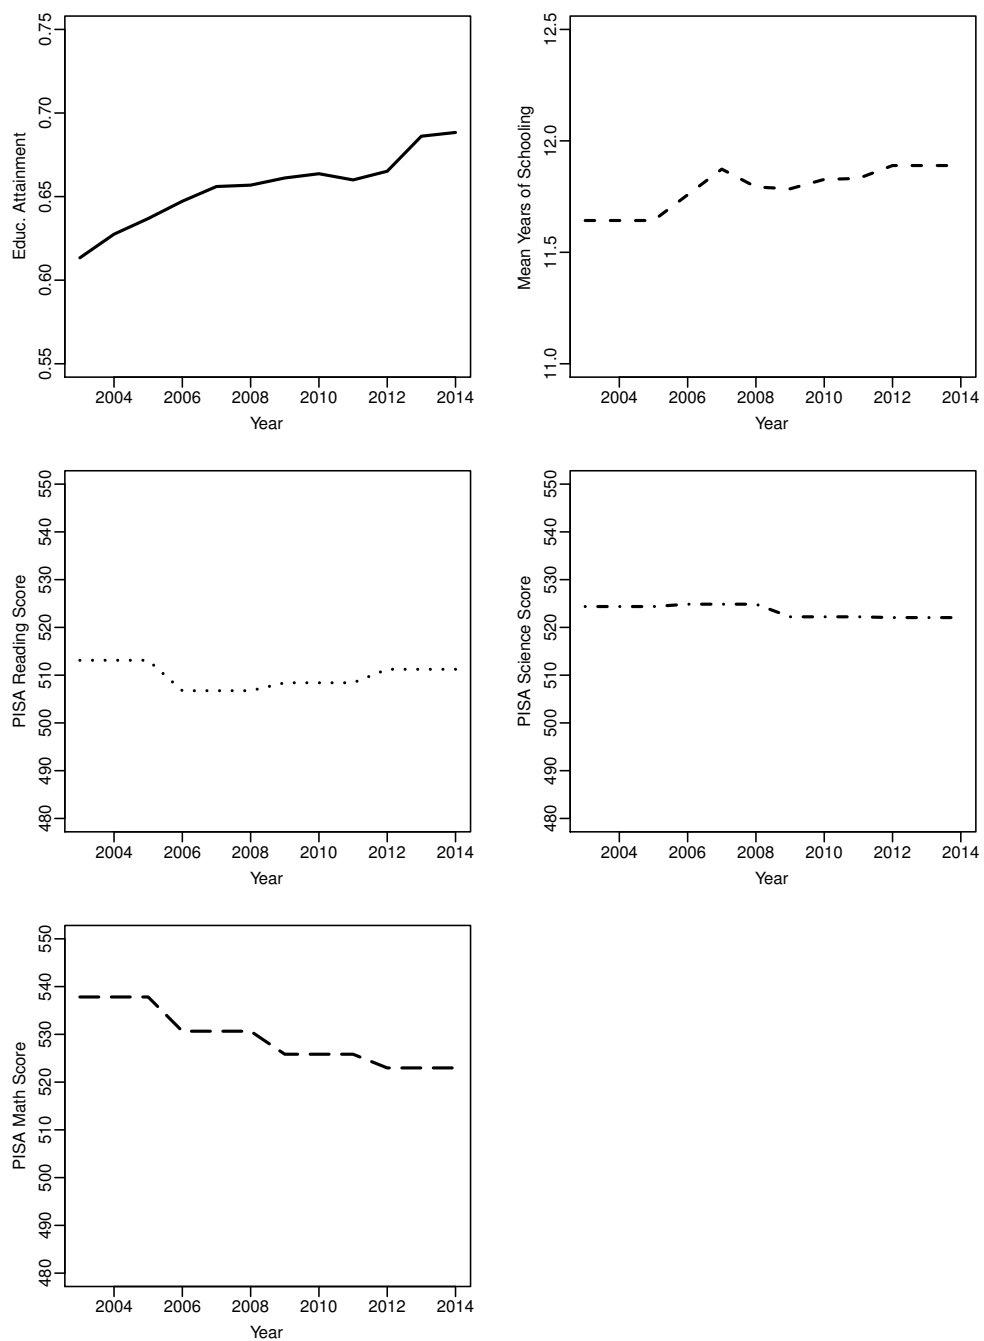 0.75
0.70
0.65
0.60
0.55
Educ. Attainment
2004 2006 2008 2010 2012 2014
Year
12.5
12.0
11.5
11.0
Mean Years of Schooling
2004 2006 2008 2010 2012 2014
Year
550
540
530
520
510
500
490
480
PISA Reading Score
2004 2006 2008 2010 2012 2014
Year
550
540
530
520
510
500
490
480
PISA Science Score
2004 2006 2008 2010 2012 2014
Year
550
540
530
520
510
500
490
480
PISA Math Score
2004 2006 2008 2010 2012 2014
Year